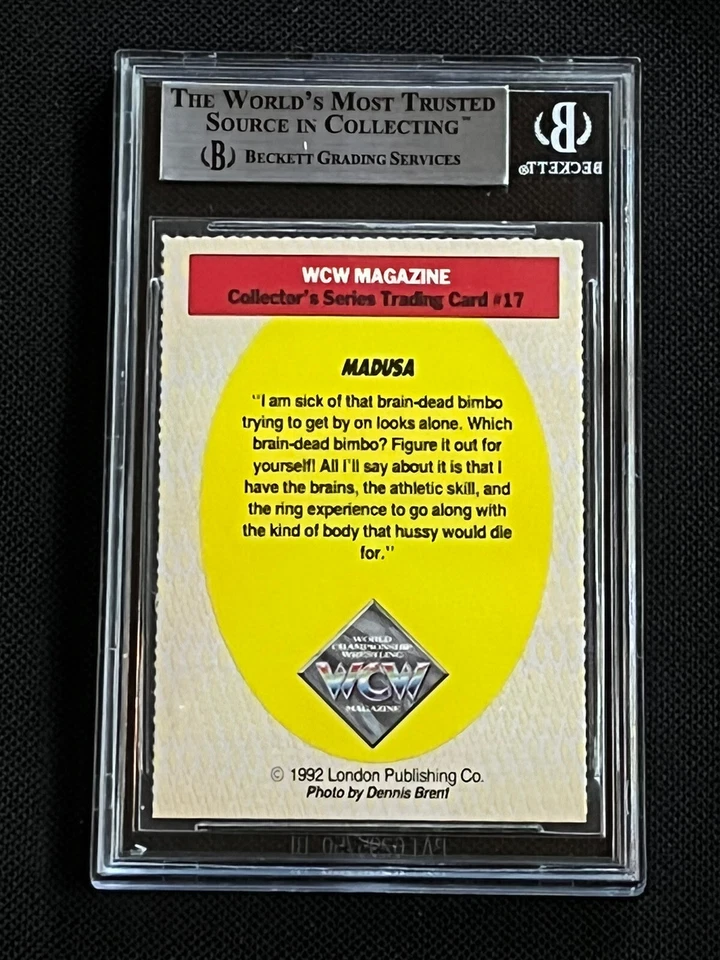 THE WORLD'S MOST TRUSTED
SOURCE IN COLLECTING™
(B) BECKETT GRADING SERVICES
B
BECKETT®
WCW MAGAZINE
Collector's Series Trading Card #17
MADUSA
"I am sick of that brain-dead bimbo
trying to get by on looks alone. Which
brain-dead bimbo? Figure it out for
yourself! All I'll say about it is that I
have the brains, the athletic skill, and
the ring experience to go along with
the kind of body that hussy would die
for."
WORLD
CHAMPIONSHIP
WRESTLING
WCW
MAGAZINE
© 1992 London Publishing Co.
Photo by Dennis Brent